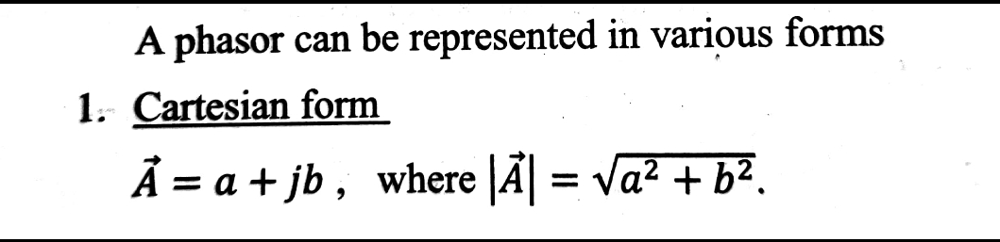 A phasor can be represented in various forms
1. Cartesian form
A⃗ = a + jb , where |A⃗| = √a² + b².